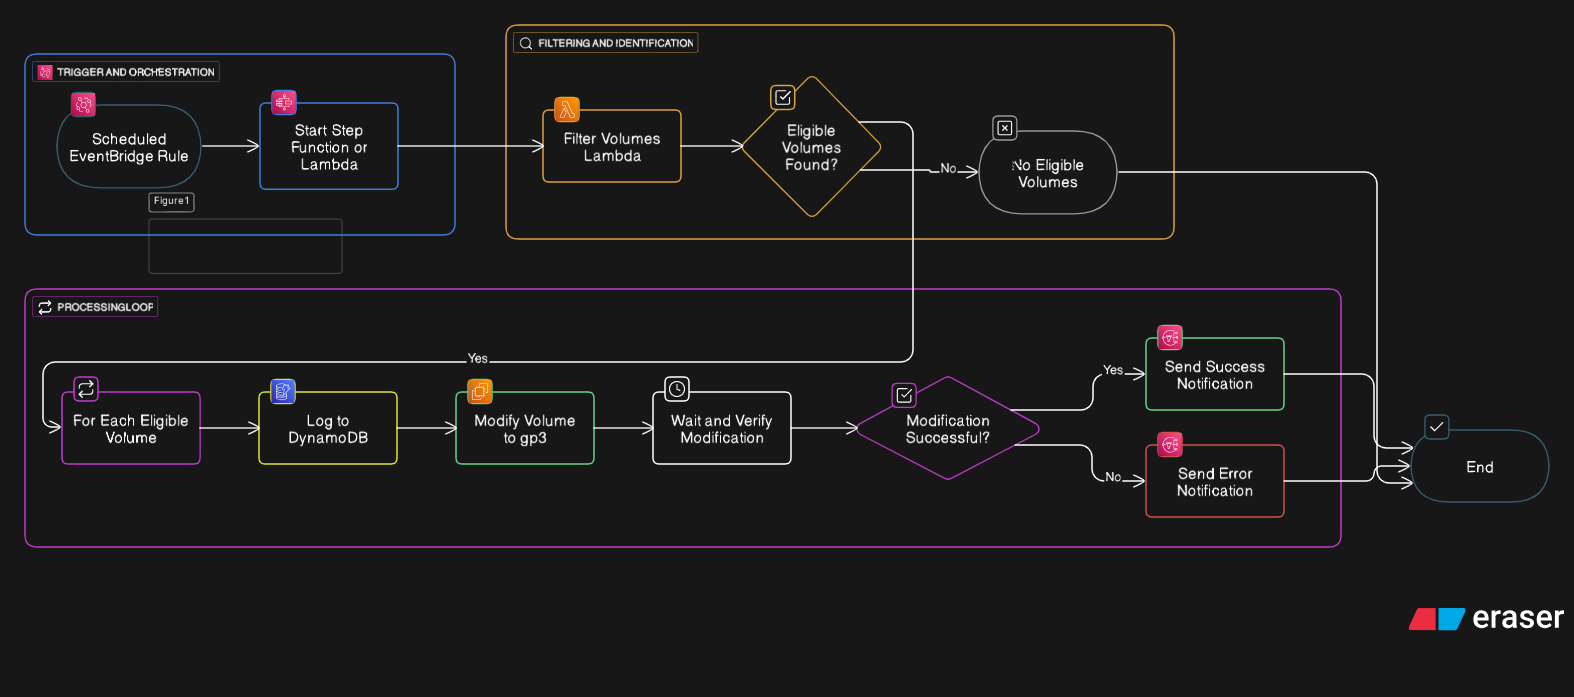 TRIGGER AND ORCHESTRATION
Scheduled
EventBridge Rule
Start Step
Function or
Lambda
Figure1
FILTERING AND IDENTIFICATION
Filter Volumes
Lambda
Eligible
Volumes
Found?
No
No Eligible
Volumes
PROCESSINGLOOP
Yes
For Each Eligible
Volume
Log to
DynamoDB
Modify Volume
to gp3
Wait and Verify
Modification
Modification
Successful?
Yes
Send Success
Notification
No
Send Error
Notification
End
eraser